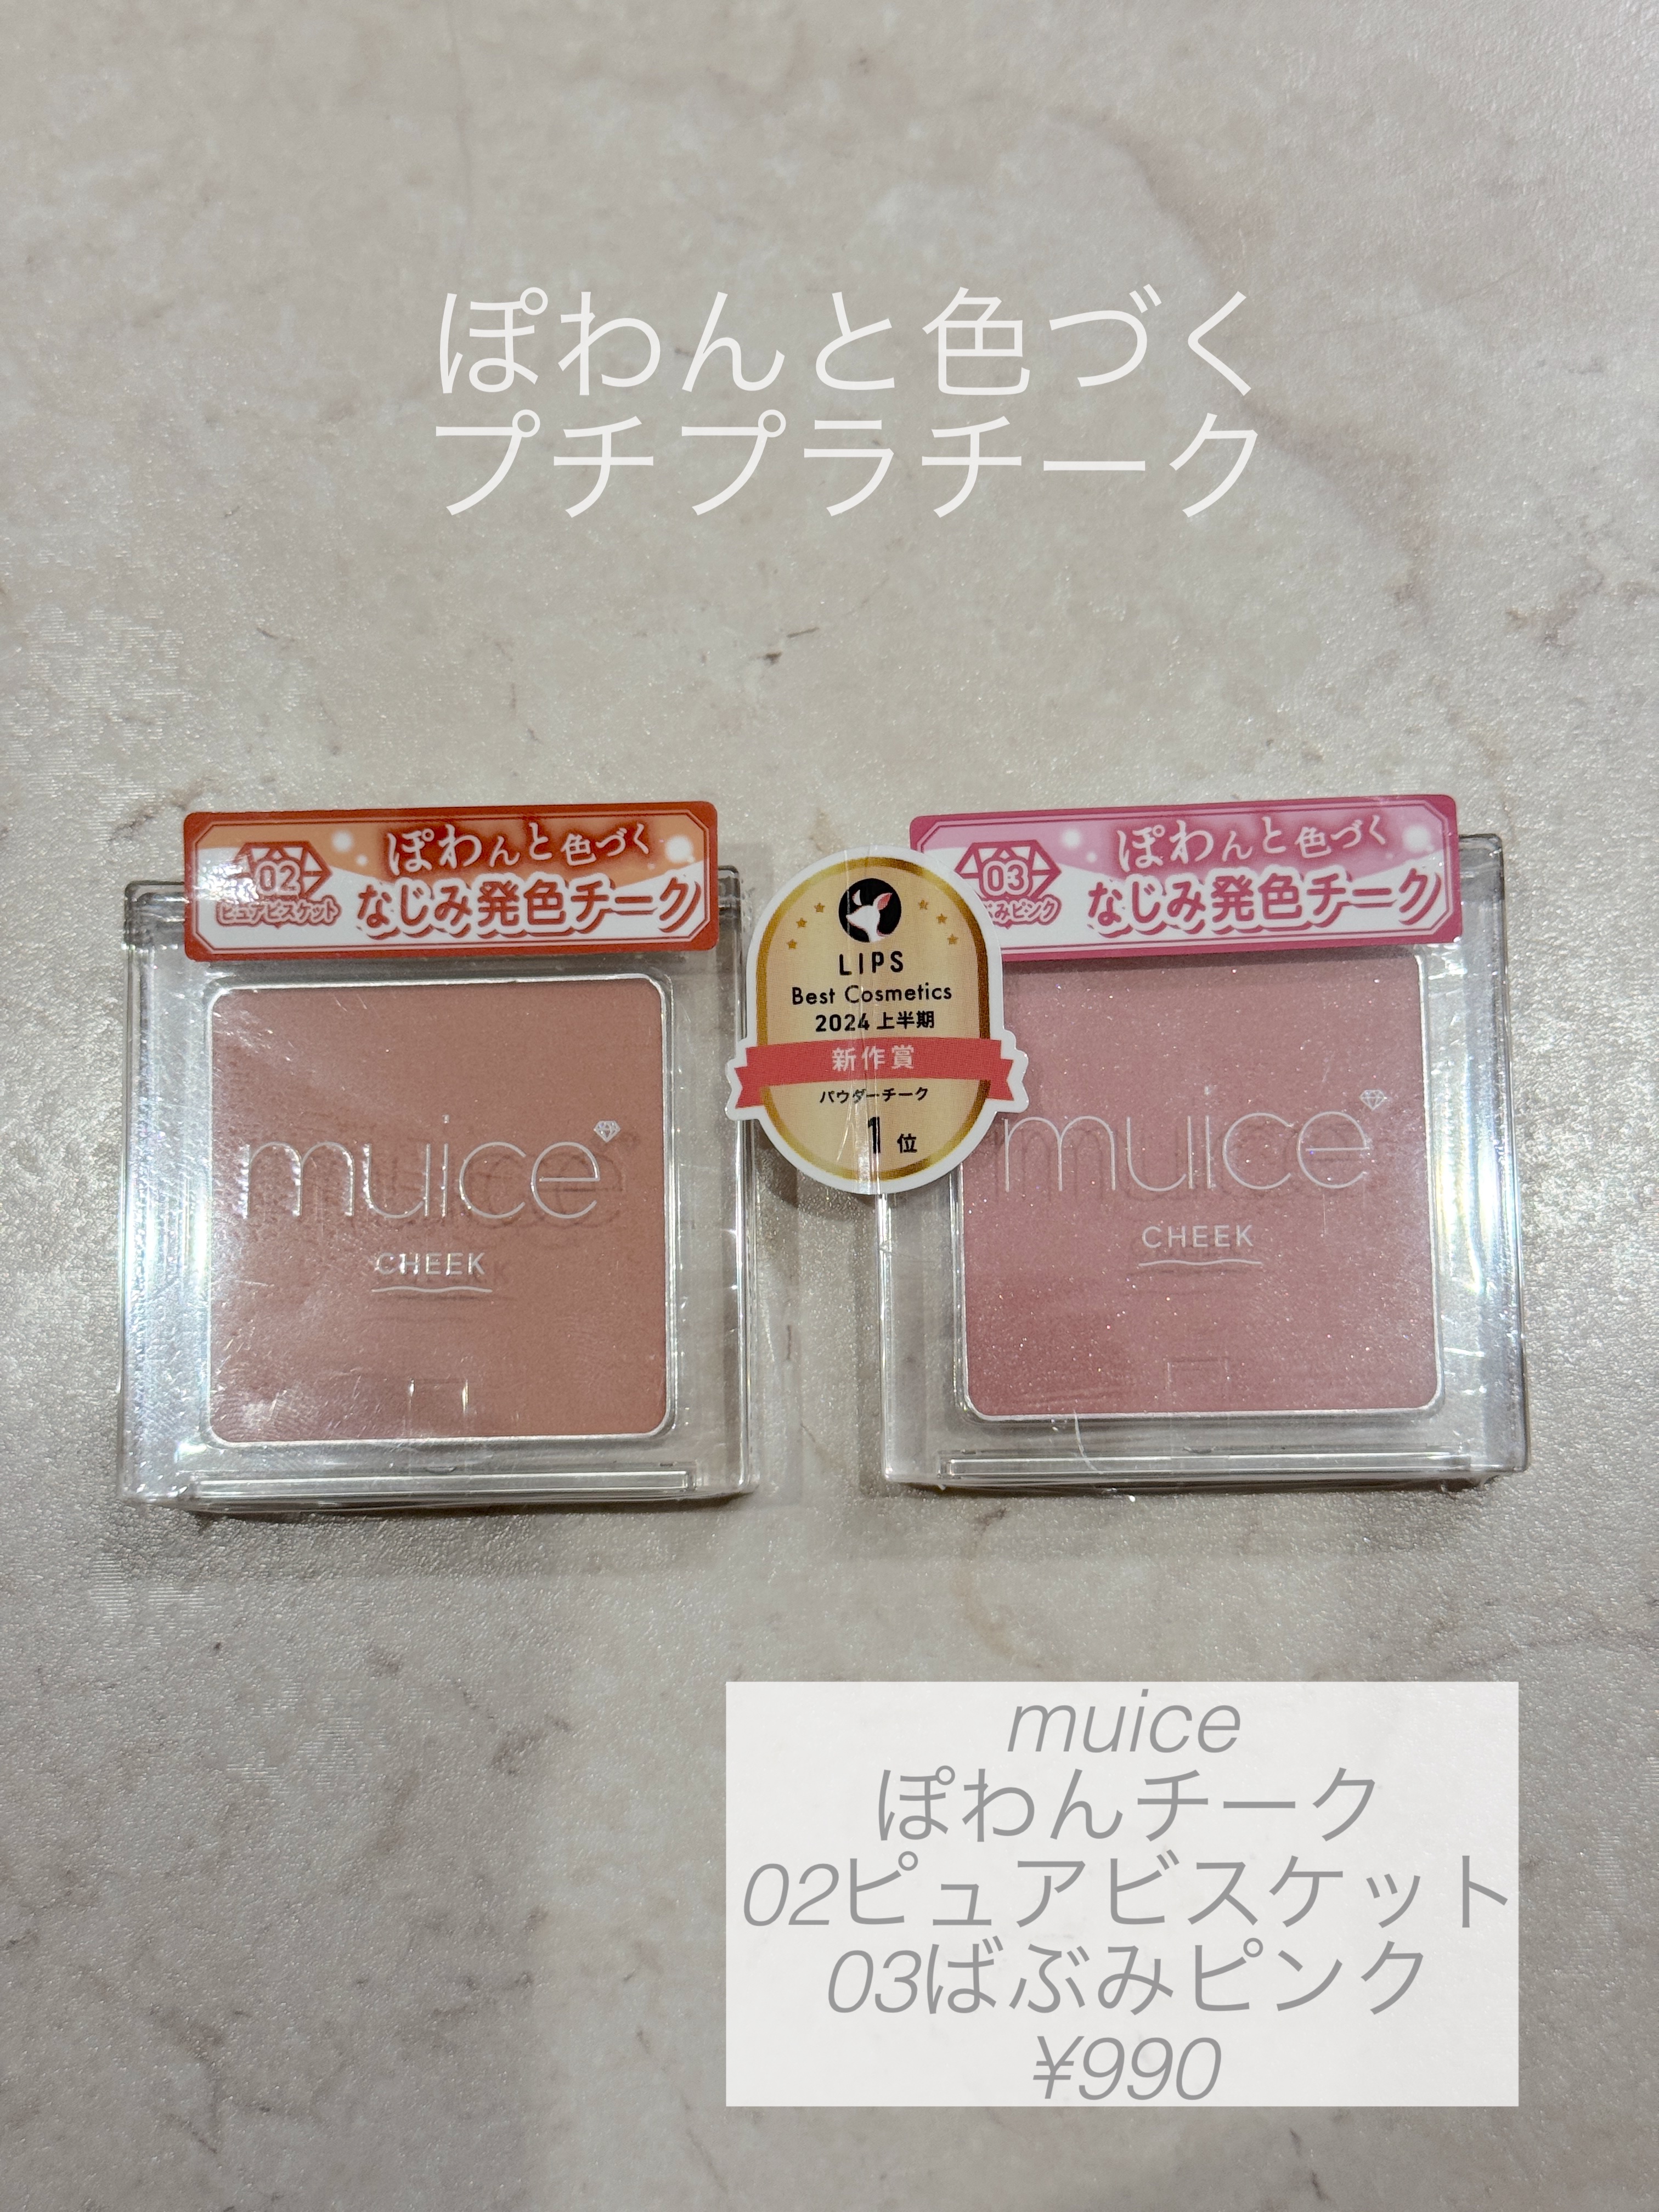 ぽわんと色づく
プチプラチーク
02
ピュアビスケット
ぽわんと色づく
なじみ発色チーク
muice
CHEEK
LIPS
Best Cosmetics
2024 上半期
新作賞
パウダーチーク
1位
03
ぶみピンク
ぽわんと色づく
なじみ発色チーク
muice
CHEEK
muice
ぽわんチーク
02ピュアビスケット
03ばぶみピンク
¥990